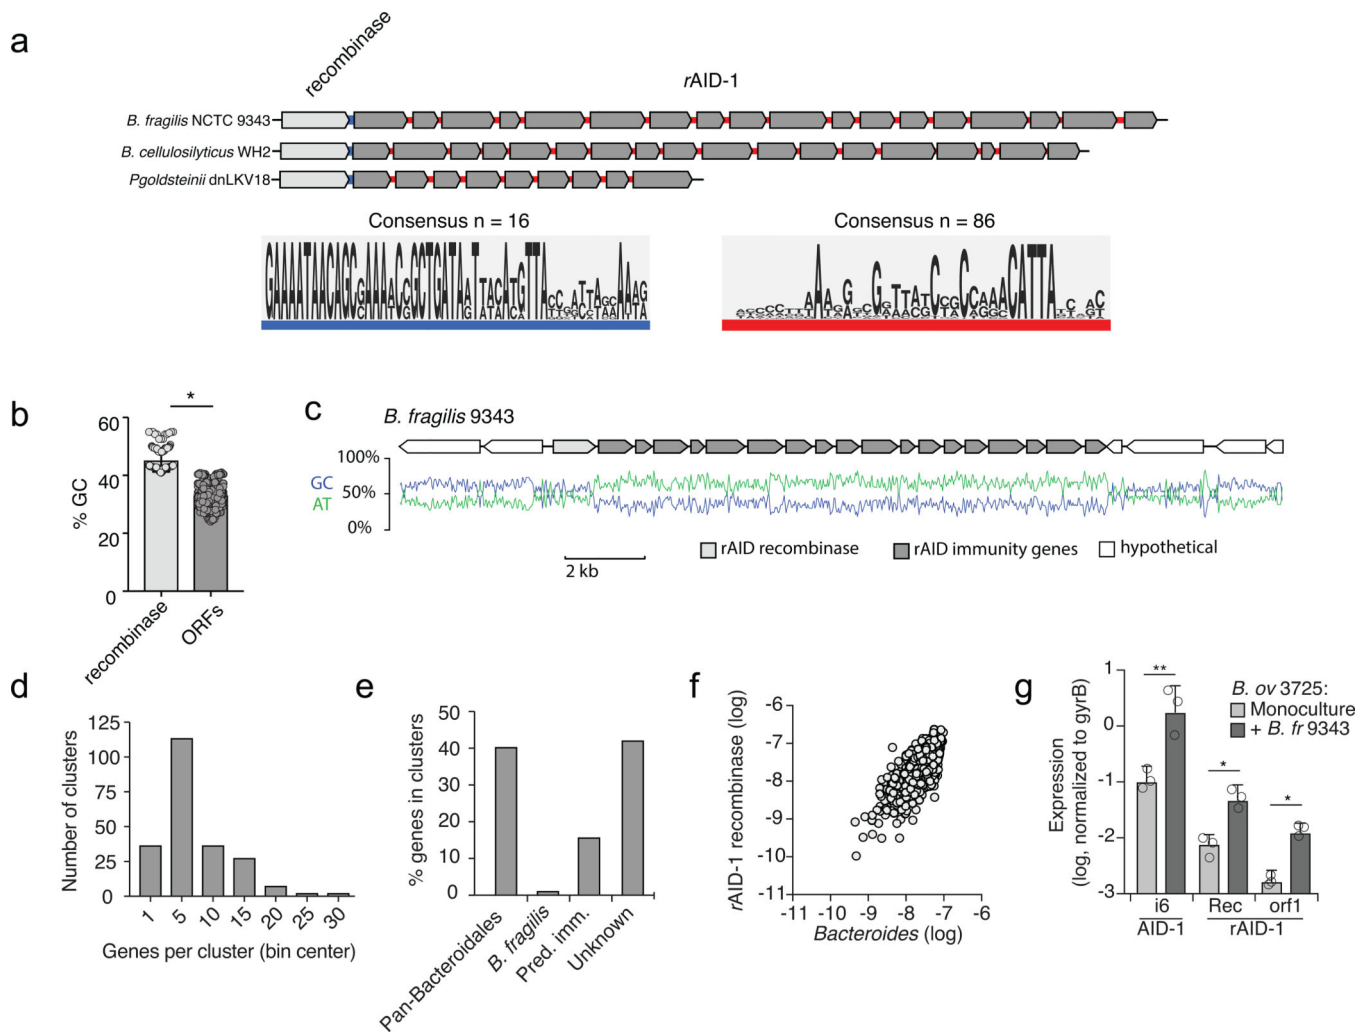 a
recombinase
rAID-1
B. fragilis NCTC 9343
B. cellulosilyticus WH2
Pgoldsteinii dnLKV18
Consensus n = 16
Consensus n = 86
b
% GC
60
40
20
0
*
recombinase
ORFs
c
B. fragilis 9343
100%
50%
0%
GC
AT
2 kb
rAID recombinase
rAID immunity genes
hypothetical
d
Number of clusters
125
100
75
50
25
0
1 5 10 15 20 25 30
Genes per cluster (bin center)
e
% genes in clusters
50
40
30
20
10
0
Pan-Bacteroidales
B. fragilis
Pred. imm.
Unknown
f
rAID-1 recombinase (log)
-6
-7
-8
-9
-10
-11
-11 -10 -9 -8 -7 -6
Bacteroides (log)
g
Expression
(log, normalized to gyrB)
1
0
-1
-2
-3
**
*
*
B. ov 3725:
Monoculture
+ B. fr 9343
i6 Rec orf1
AID-1 rAID-1